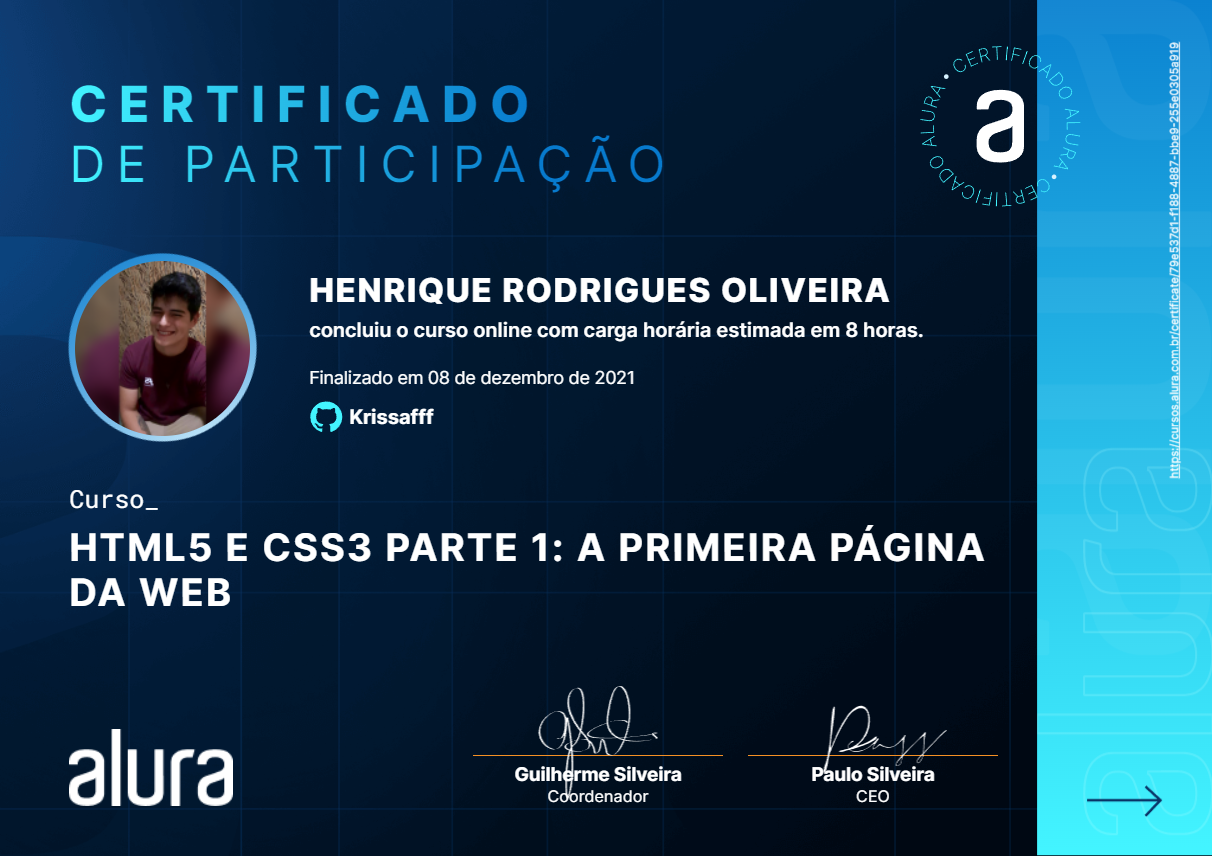 CERTIFICADO
DE PARTICIPAÇÃO
CERTIFICADO ALURA • CERTIFICADO ALURA •
a
https://cursos.alura.com.br/certificate/79e537d1-f188-4887-bbe9-255e0305a919
HENRIQUE RODRIGUES OLIVEIRA
concluiu o curso online com carga horária estimada em 8 horas.
Finalizado em 08 de dezembro de 2021
Krissafff
Curso_
HTML5 E CSS3 PARTE 1: A PRIMEIRA PÁGINA
DA WEB
alura
Guilherme Silveira
Coordenador
Paulo Silveira
CEO
alura